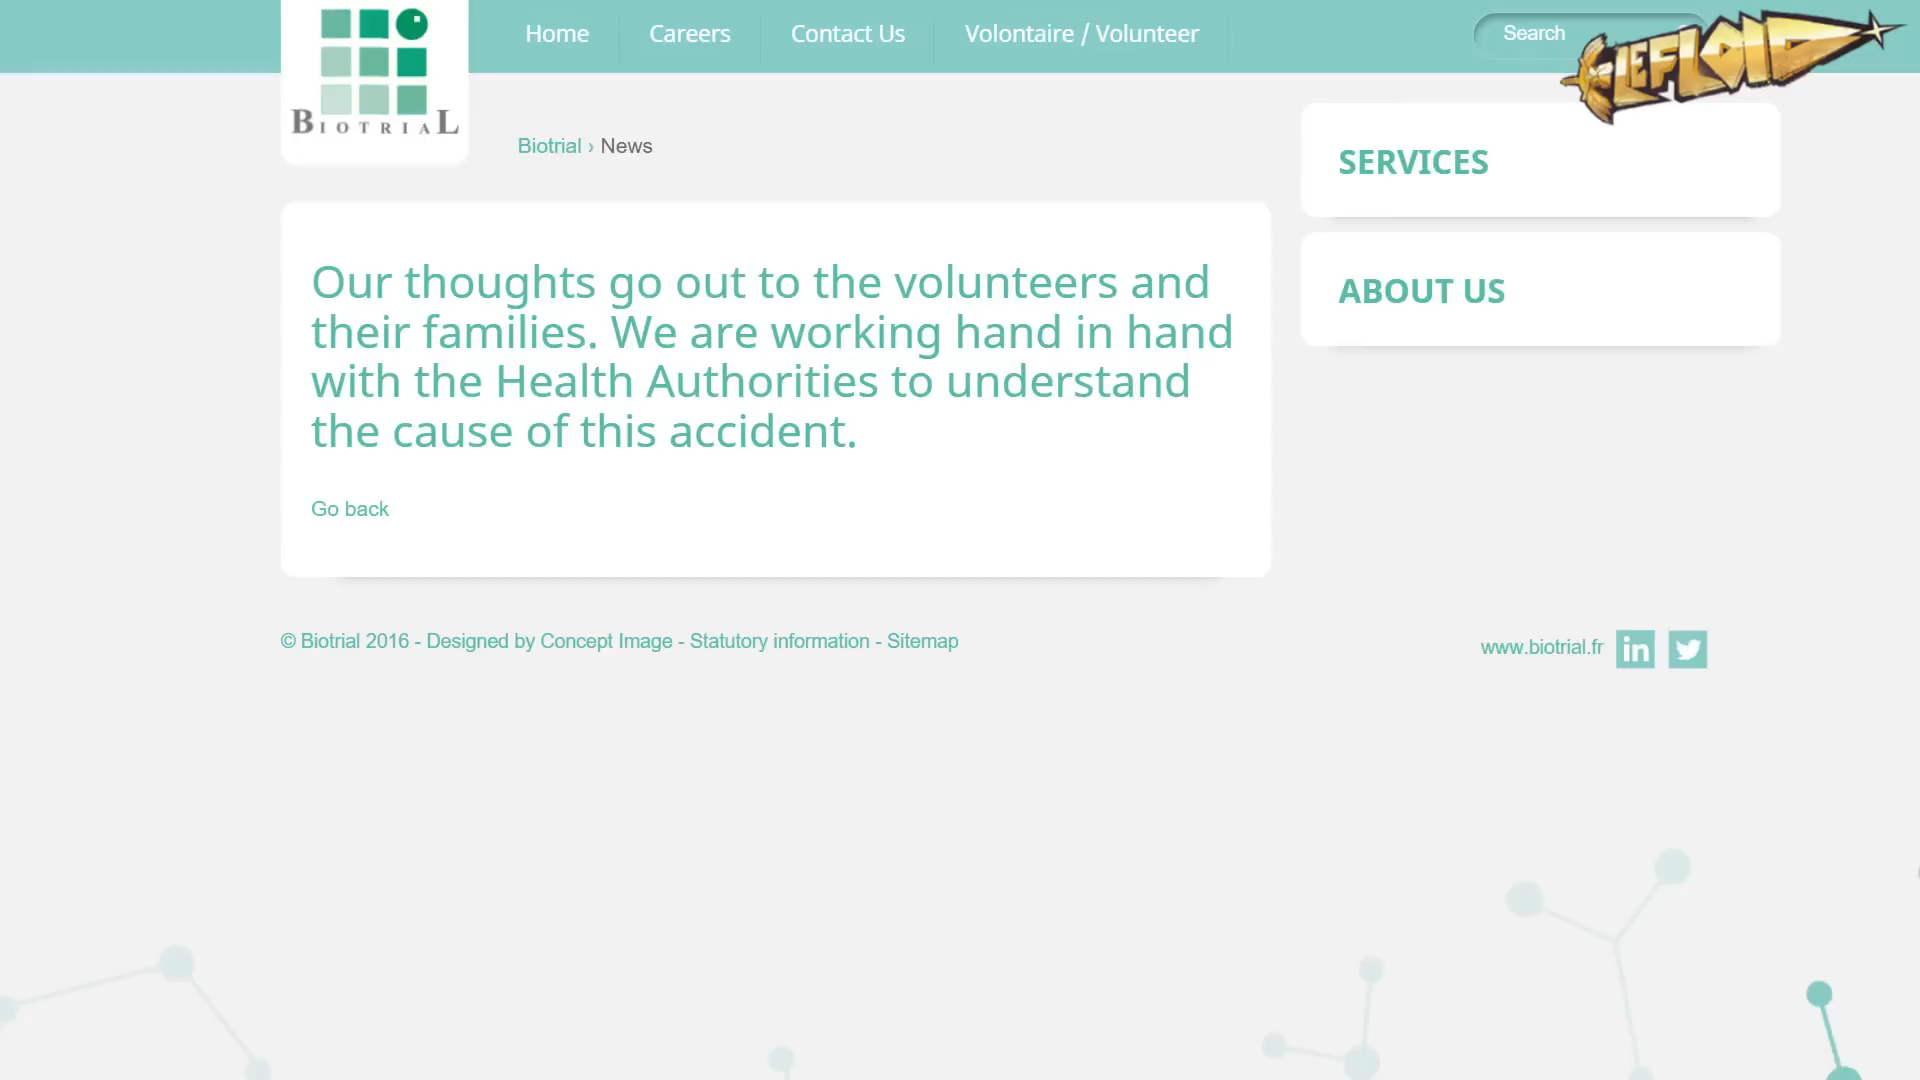 Home
Careers
Contact Us
Volontaire / Volunteer
Search
LEFLOID
BIOTRIAL
Biotrial › News
SERVICES
ABOUT US
Our thoughts go out to the volunteers and
their families. We are working hand in hand
with the Health Authorities to understand
the cause of this accident.
Go back
© Biotrial 2016 - Designed by Concept Image - Statutory information - Sitemap
www.biotrial.fr
in